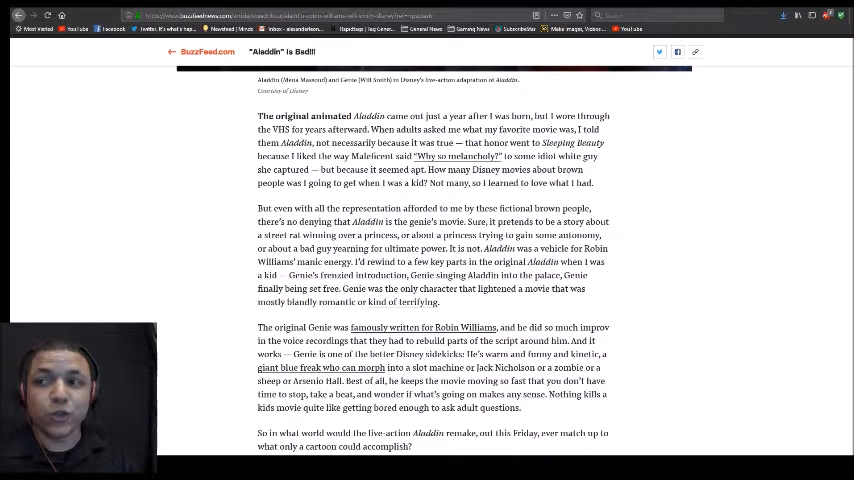 Most Visited YouTube Facebook Newsfeed | Minds General News Gaming News SubscribeStar Make Images, Videos... YouTube
Search
BuzzFeed.com "Aladdin" Is Bad!!!
Aladdin (Mena Massoud) and Genie (Will Smith) in Disney's live-action adaptation of Aladdin.
Courtesy of Disney
The original animated Aladdin came out just a year after I was born, but I wore through
the VHS for years afterward. When adults asked me what my favorite movie was, I told
them Aladdin, not necessarily because it was true — that honor went to Sleeping Beauty
because I liked the way Maleficent said "Why so melancholy?" to some idiot white guy
she captured — but because it seemed apt. How many Disney movies about brown
people was I going to get when I was a kid? Not many, so I learned to love what I had.
But even with all the representation afforded to me by these fictional brown people,
there's no denying that Aladdin is the genie's movie. Sure, it pretends to be a story about
a street rat winning over a princess, or about a princess trying to gain some autonomy,
or about a bad guy yearning for ultimate power. It is not. Aladdin was a vehicle for Robin
Williams' manic energy. I'd rewind to a few key parts in the original Aladdin when I was
a kid — Genie's frenzied introduction, Genie singing Aladdin into the palace, Genie
finally being set free. Genie was the only character that lightened a movie that was
mostly blandly romantic or kind of terrifying.
The original Genie was famously written for Robin Williams, and he did so much improv
in the voice recordings that they had to rebuild parts of the script around him. And it
works — Genie is one of the better Disney sidekicks: He's warm and funny and kinetic, a
giant blue freak who can morph into a slot machine or Jack Nicholson or a zombie or a
sheep or Arsenio Hall. Best of all, he keeps the movie moving so fast that you don't have
time to stop, take a beat, and wonder if what's going on makes any sense. Nothing kills a
kids movie quite like getting bored enough to ask adult questions.
So in what world would the live-action Aladdin remake, out this Friday, ever match up to
what only a cartoon could accomplish?